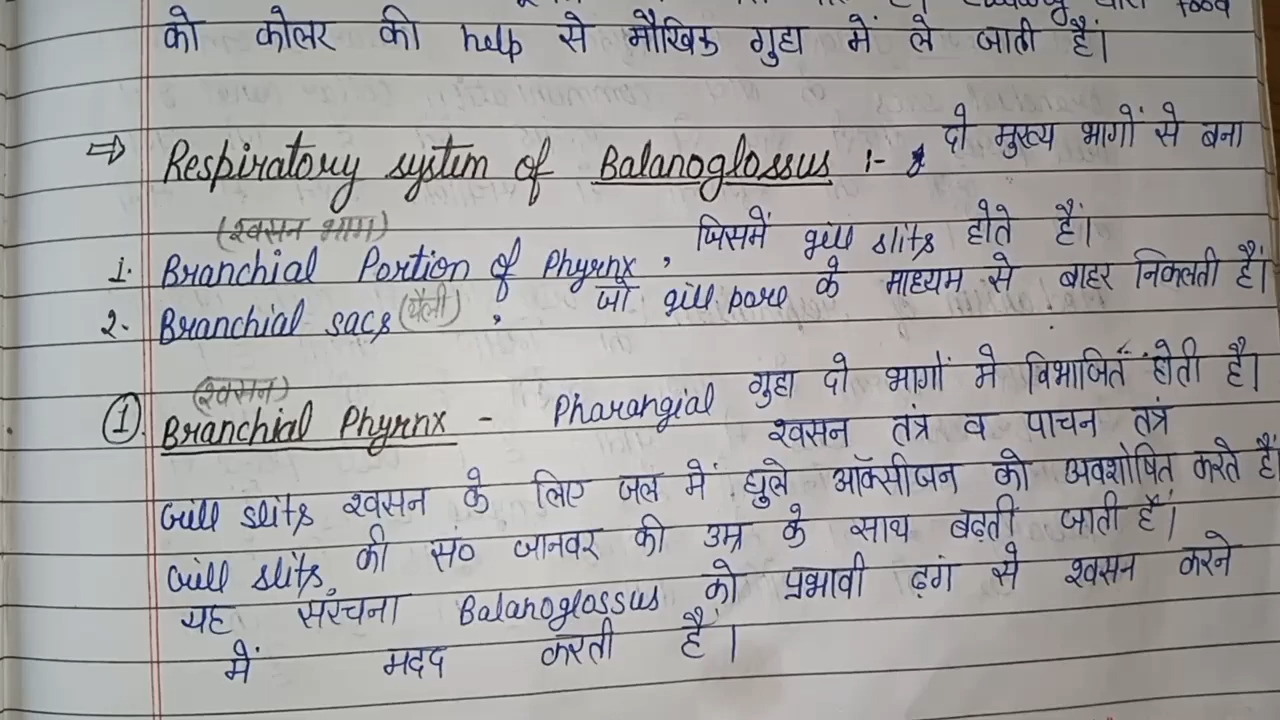 food
को कोलर की help से मौखिक गुहा में ले जाती हैं।
⇒ Respiratory system of Balanoglossus :- दो मुख्य भागों से बना
(श्वसन भाग)
1. Branchial Portion of Phyrnx, जिसमें gill slits होते हैं।
2. Branchial sacs (थैली), जो gill pore के माध्यम से बाहर निकलती हैं।
(श्वसन)
① Branchial Phyrnx - Pharangial गुहा दो भागों मे विभाजित होती है।
श्वसन तंत्र व पाचन तंत्र
Gill slits श्वसन के लिए जल में घुले ऑक्सीजन को अवशोषित करते हैं
Gill slits की सं० जानवर की उम्र के साथ बढ़ती जाती है।
यह संरचना Balanoglossus को प्रभावी ढ़ंग से श्वसन करने
में मदद करती है।